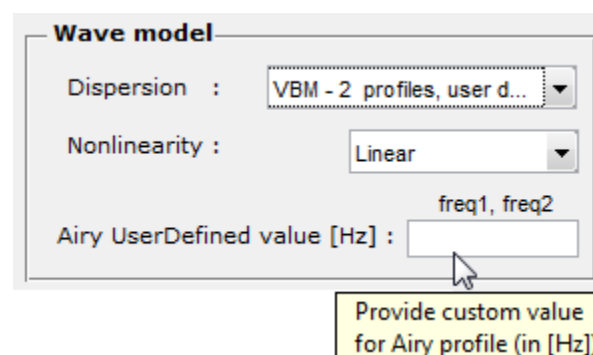 Wave model
Dispersion : VBM - 2 profiles, user d...
Nonlinearity : Linear
freq1, freq2
Airy UserDefined value [Hz] :
Provide custom value
for Airy profile (in [Hz])